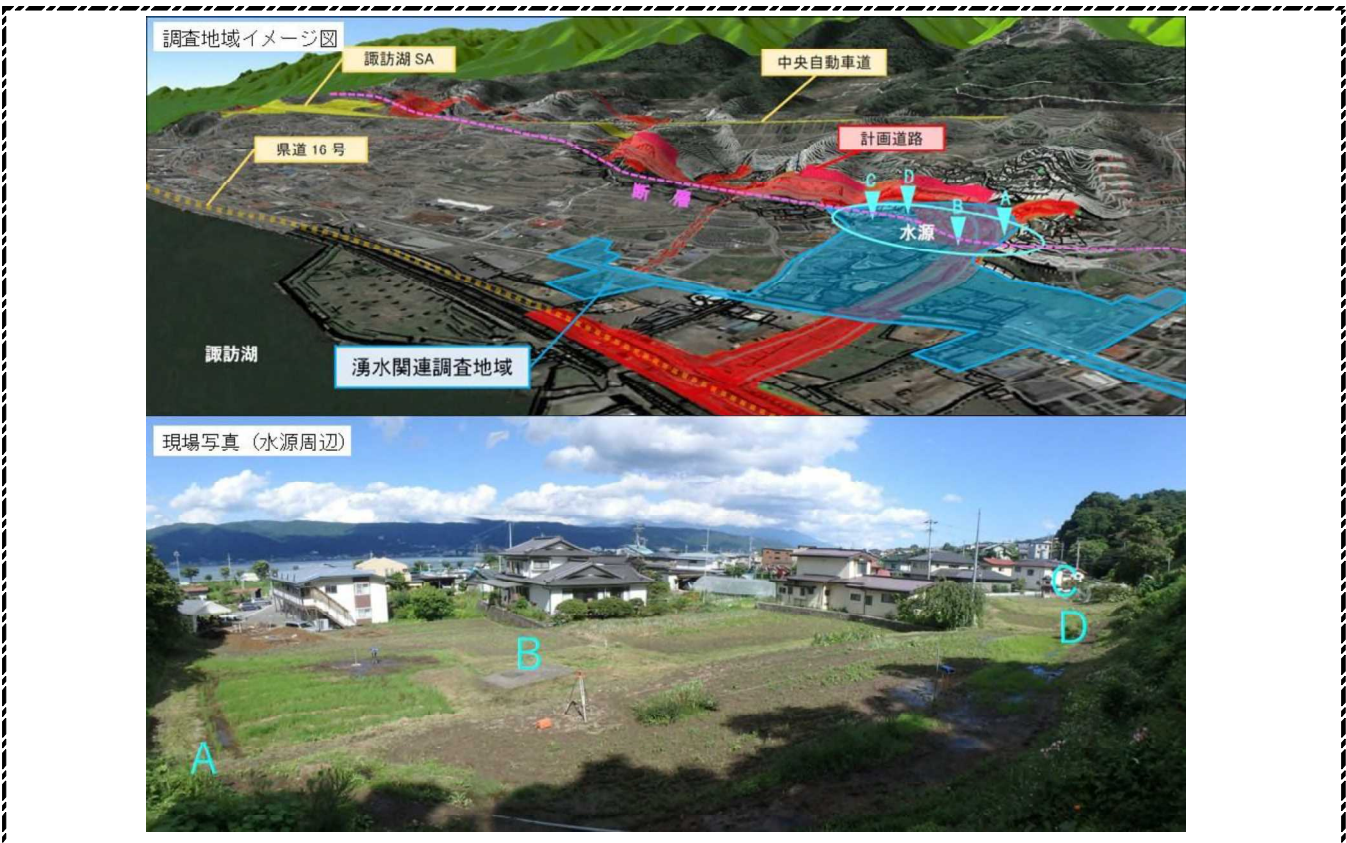 調査地域イメージ図
諏訪湖 SA
中央自動車道
県道 16 号
計画道路
断層
C
D
B
A
水源
諏訪湖
湧水関連調査地域
現場写真（水源周辺）
B
C
D
A